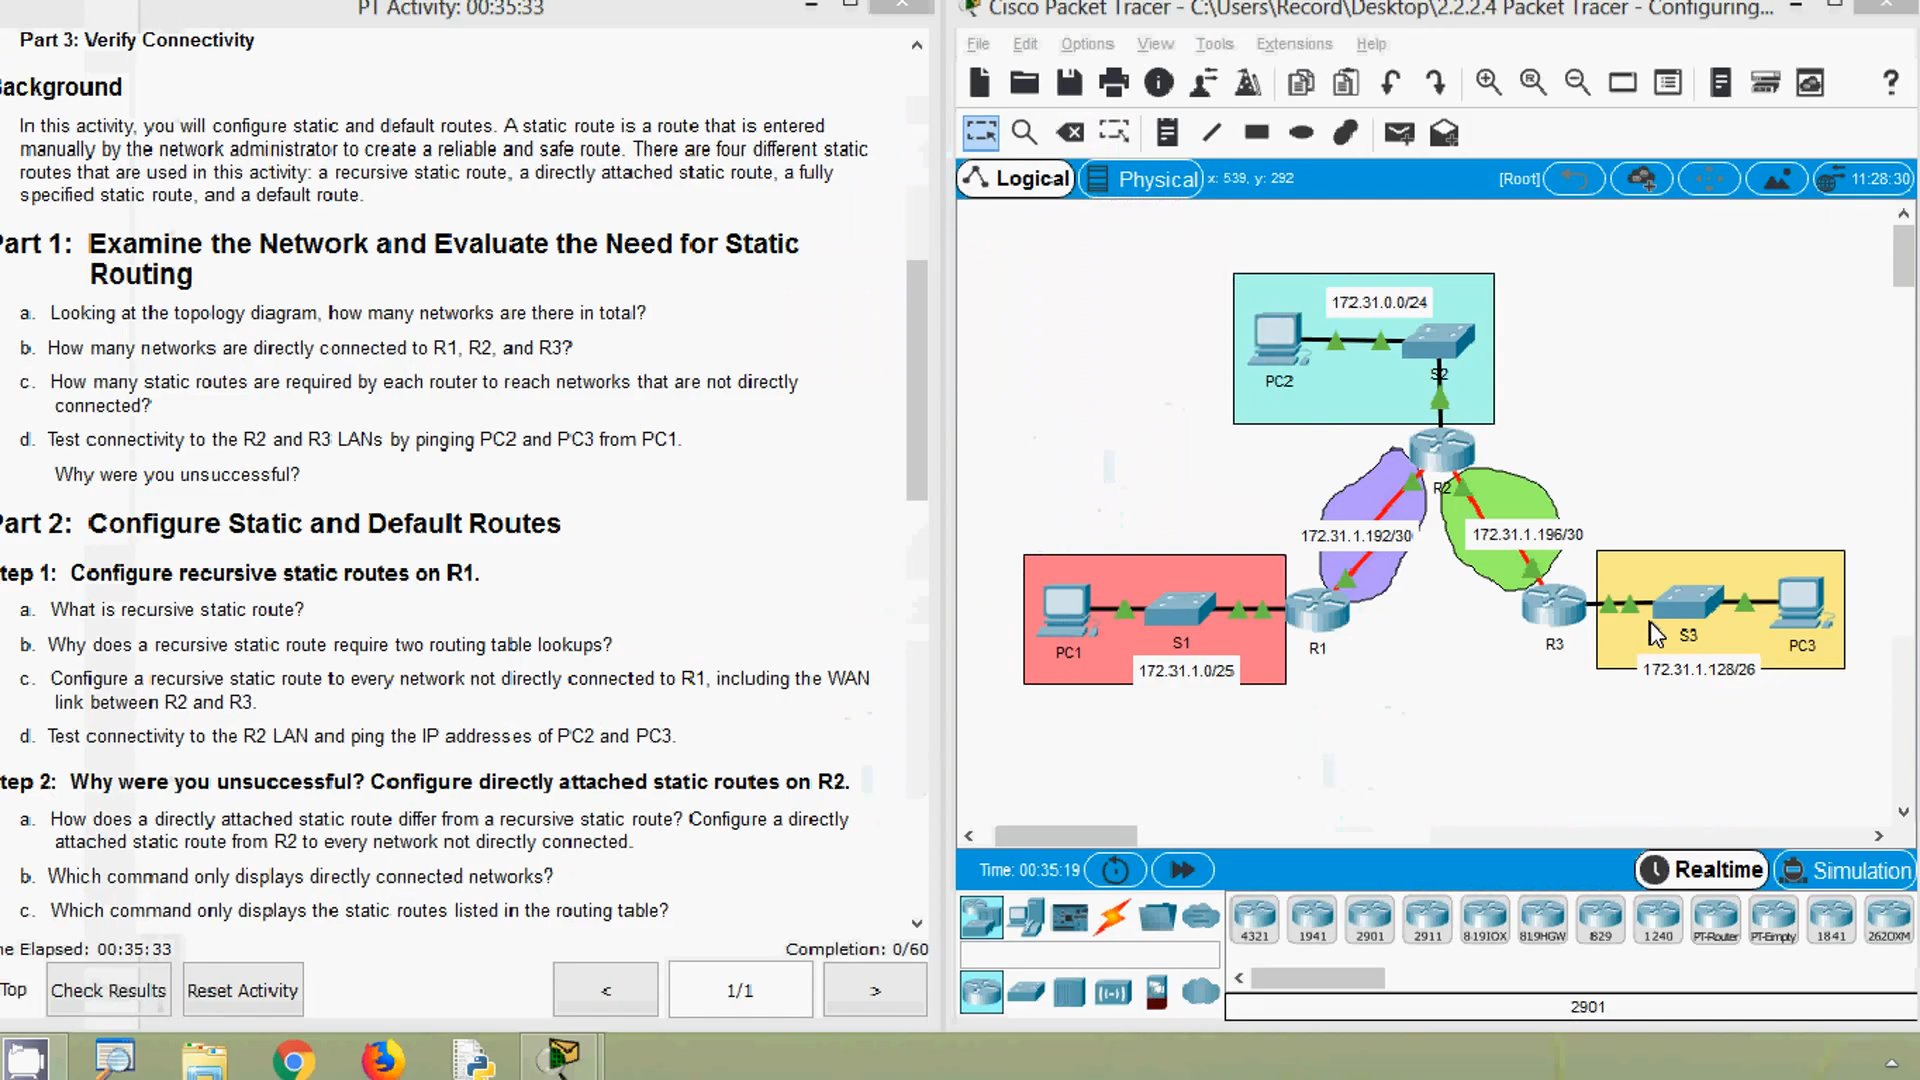 PT Activity: 00:35:33
Part 3: Verify Connectivity
ackground
In this activity, you will configure static and default routes. A static route is a route that is entered
manually by the network administrator to create a reliable and safe route. There are four different static
routes that are used in this activity: a recursive static route, a directly attached static route, a fully
specified static route, and a default route.
art 1: Examine the Network and Evaluate the Need for Static
Routing
a. Looking at the topology diagram, how many networks are there in total?
b. How many networks are directly connected to R1, R2, and R3?
c. How many static routes are required by each router to reach networks that are not directly
connected?
d. Test connectivity to the R2 and R3 LANs by pinging PC2 and PC3 from PC1.
Why were you unsuccessful?
art 2: Configure Static and Default Routes
tep 1: Configure recursive static routes on R1.
a. What is recursive static route?
b. Why does a recursive static route require two routing table lookups?
c. Configure a recursive static route to every network not directly connected to R1, including the WAN
link between R2 and R3.
d. Test connectivity to the R2 LAN and ping the IP addresses of PC2 and PC3.
tep 2: Why were you unsuccessful? Configure directly attached static routes on R2.
a. How does a directly attached static route differ from a recursive static route? Configure a directly
attached static route from R2 to every network not directly connected.
b. Which command only displays directly connected networks?
c. Which command only displays the static routes listed in the routing table?
ne Elapsed: 00:35:33
Completion: 0/60
Top
Check Results
Reset Activity
<
1/1
>
Cisco Packet Tracer - C:\Users\Record\Desktop\2.2.2.4 Packet Tracer - Configuring...
File Edit Options View Tools Extensions Help
?
Logical
Physical
x: 539, y: 292
[Root]
11:28:30
172.31.0.0/24
PC2
S2
R2
172.31.1.192/30
172.31.1.196/30
PC1
S1
172.31.1.0/25
R1
R3
S3
172.31.1.128/26
PC3
Time: 00:35:19
Realtime
Simulation
4321
1941
2901
2911
819IOX
819HGW
829
1240
PT-Router
PT-Empty
1841
2620XM
2901